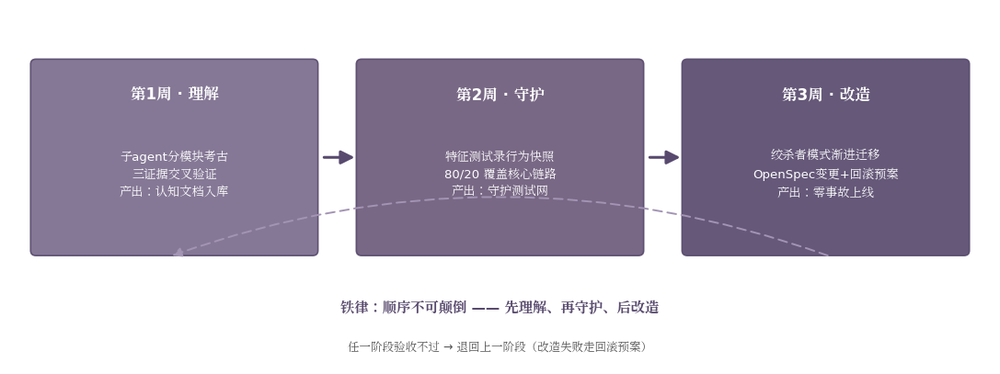 第1周 · 理解
子agent分模块考古
三证据交叉验证
产出：认知文档入库
第2周 · 守护
特征测试录行为快照
80/20 覆盖核心链路
产出：守护测试网
第3周 · 改造
绞杀者模式渐进迁移
OpenSpec变更+回滚预案
产出：零事故上线
铁律：顺序不可颠倒 —— 先理解、再守护、后改造
任一阶段验收不过 → 退回上一阶段（改造失败走回滚预案）